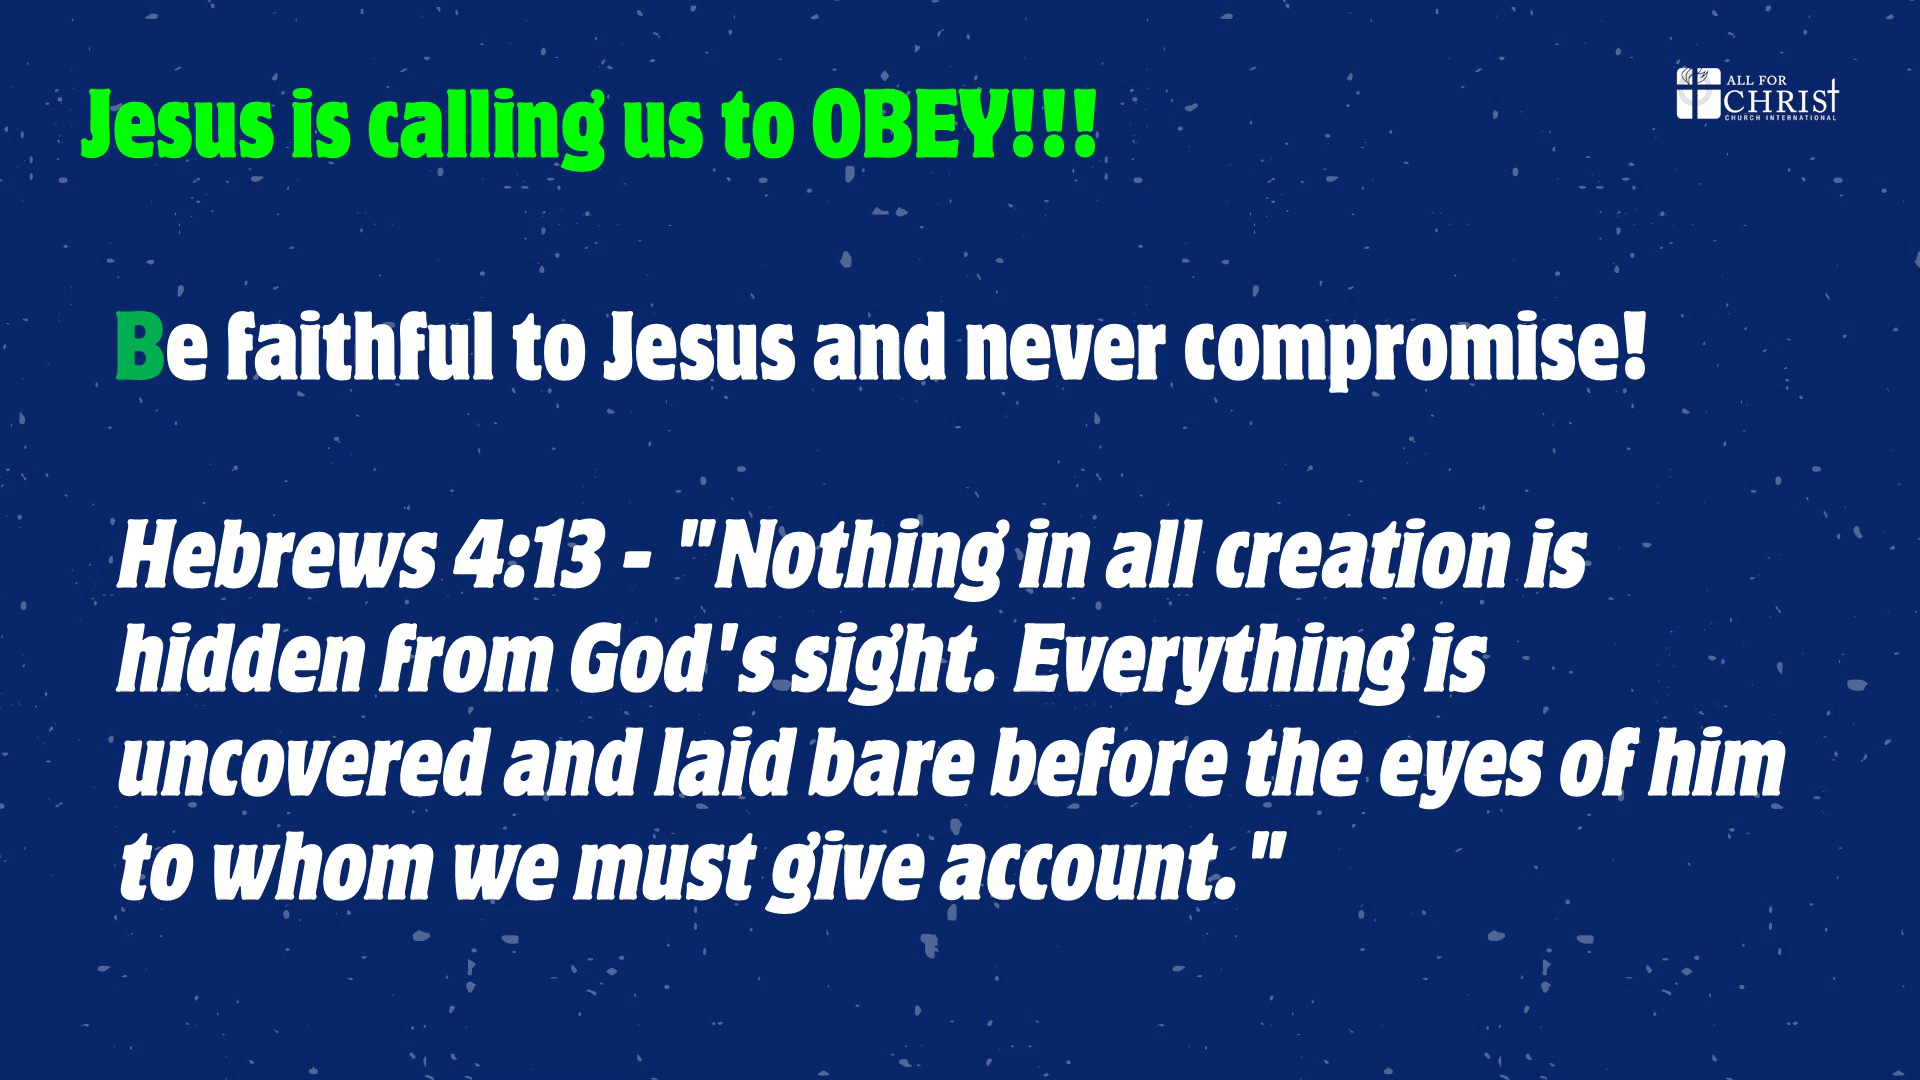 Jesus is calling us to OBEY!!!
ALL FOR
CHRIST
CHURCH INTERNATIONAL
Be faithful to Jesus and never compromise!
Hebrews 4:13 - "Nothing in all creation is
hidden from God's sight. Everything is
uncovered and laid bare before the eyes of him
to whom we must give account."